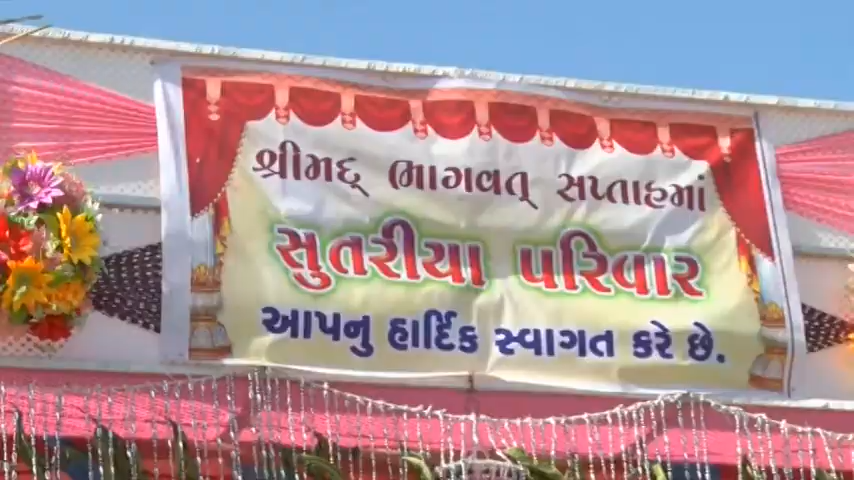 શ્રીમદ્ ભાગવત્ સપ્તાહમાં
સુતરીયા પરિવાર
આપનુ હાર્દિક સ્વાગત કરે છે.